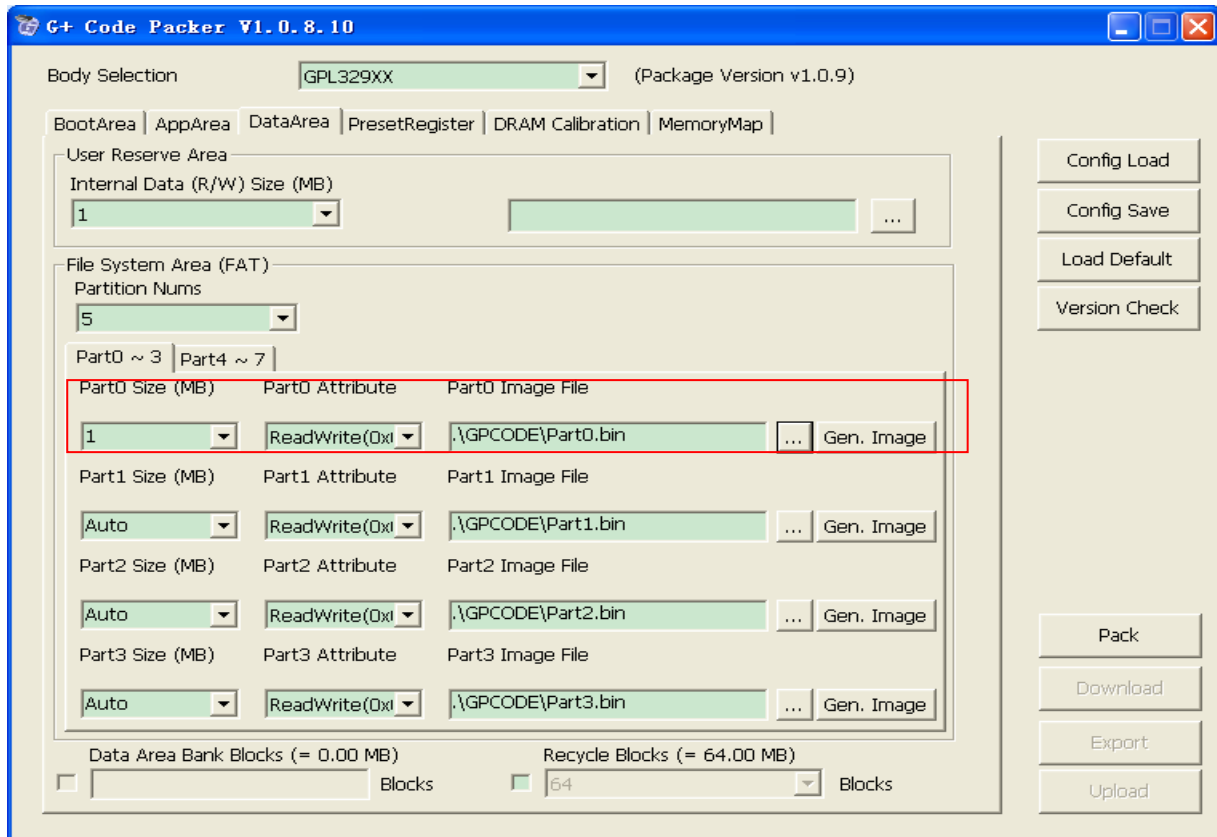 G+ Code Packer V1.0.8.10
Body Selection GPL329XX (Package Version v1.0.9)
BootArea AppArea DataArea PresetRegister DRAM Calibration MemoryMap
User Reserve Area
Internal Data (R/W) Size (MB)
1 ...
File System Area (FAT)
Partition Nums
5
Part0 ~ 3 Part4 ~ 7
Part0 Size (MB) Part0 Attribute Part0 Image File
1 ReadWrite(0x .\GPCODE\Part0.bin ... Gen. Image
Part1 Size (MB) Part1 Attribute Part1 Image File
Auto ReadWrite(0x .\GPCODE\Part1.bin ... Gen. Image
Part2 Size (MB) Part2 Attribute Part2 Image File
Auto ReadWrite(0x .\GPCODE\Part2.bin ... Gen. Image
Part3 Size (MB) Part3 Attribute Part3 Image File
Auto ReadWrite(0x .\GPCODE\Part3.bin ... Gen. Image
Data Area Bank Blocks (= 0.00 MB) Recycle Blocks (= 64.00 MB)
Blocks 64 Blocks
Config Load
Config Save
Load Default
Version Check
Pack
Download
Export
Upload